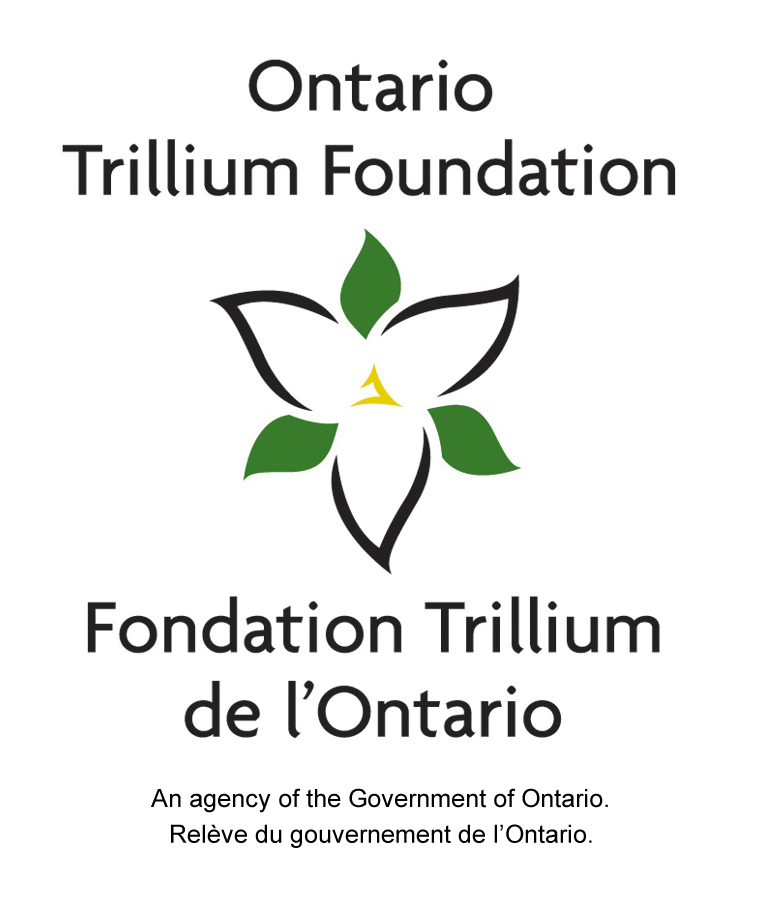 Ontario
Trillium Foundation
Fondation Trillium
de l’Ontario
An agency of the Government of Ontario.
Relève du gouvernement de l’Ontario.